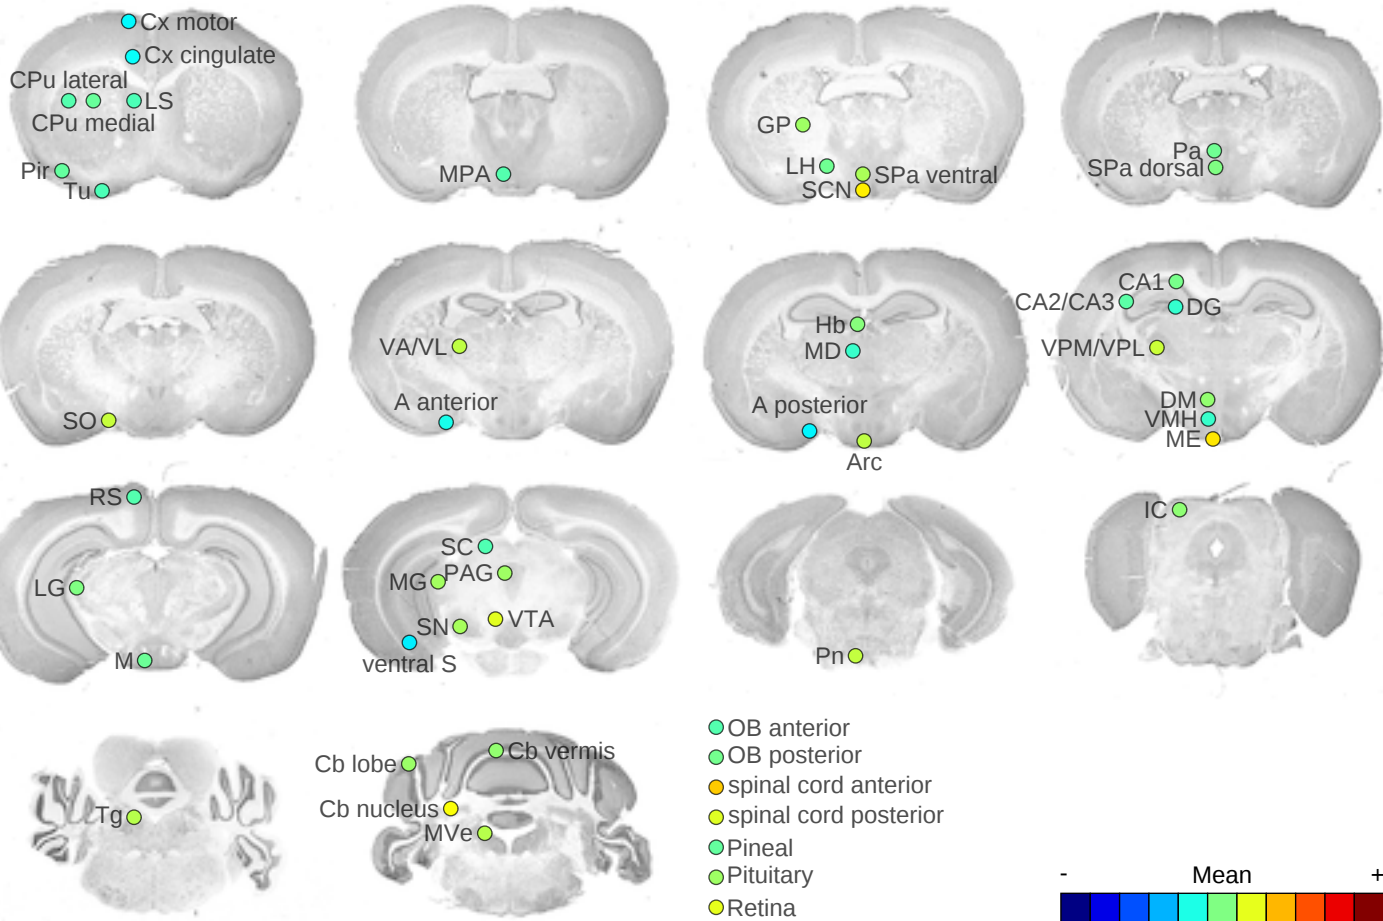 Cx motor
Cx cingulate
CPu lateral
LS
CPu medial
Pir
Tu
MPA
GP
LH
SPa ventral
SCN
Pa
SPa dorsal
SO
VA/VL
A anterior
Hb
MD
A posterior
Arc
CA1
CA2/CA3
DG
VPM/VPL
DM
VMH
ME
RS
LG
M
SC
MG
PAG
SN
VTA
ventral S
Pn
IC
Tg
Cb lobe
Cb vermis
Cb nucleus
MVe
OB anterior
OB posterior
spinal cord anterior
spinal cord posterior
Pineal
Pituitary
Retina
- Mean +